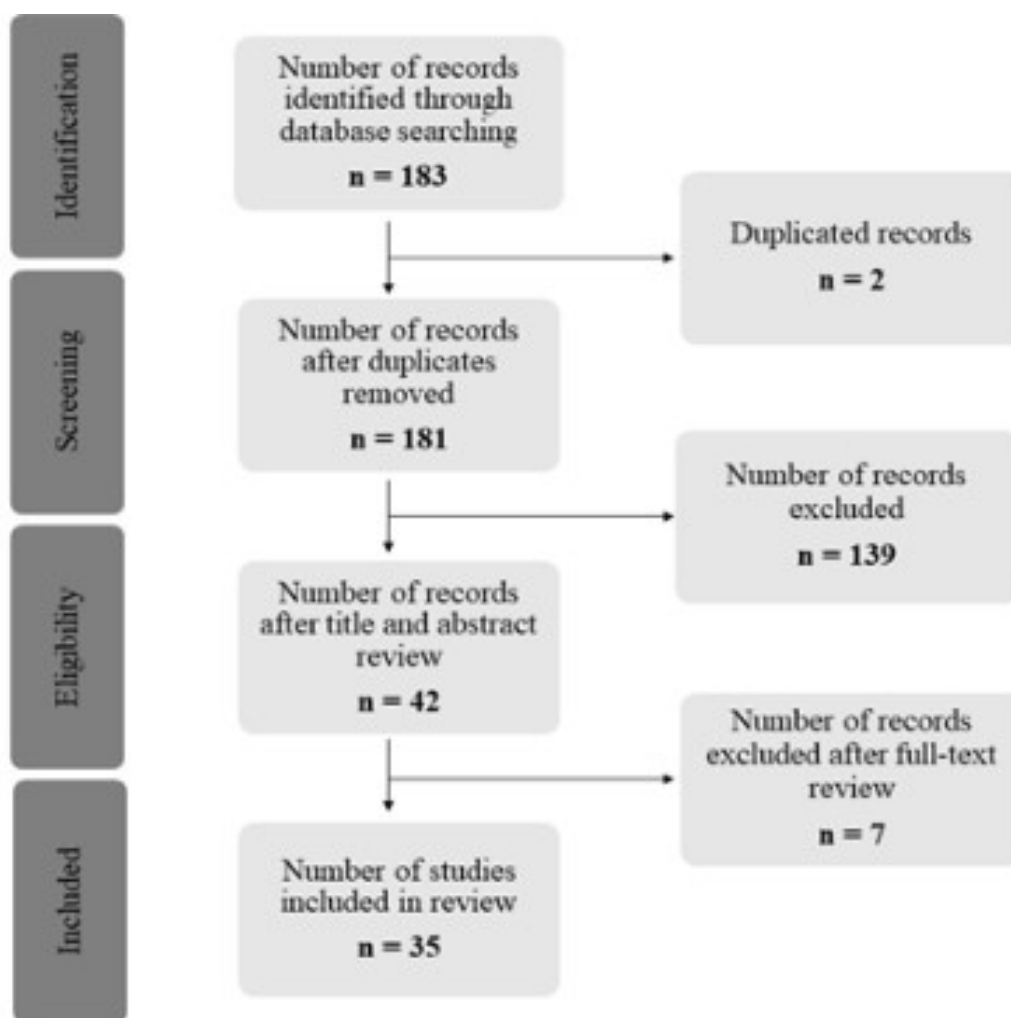 Identification
Number of records
identified through
database searching
n = 183
Duplicated records
n = 2
Screening
Number of records
after duplicates
removed
n = 181
Number of records
excluded
n = 139
Eligibility
Number of records
after title and abstract
review
n = 42
Number of records
excluded after full-text
review
n = 7
Included
Number of studies
included in review
n = 35